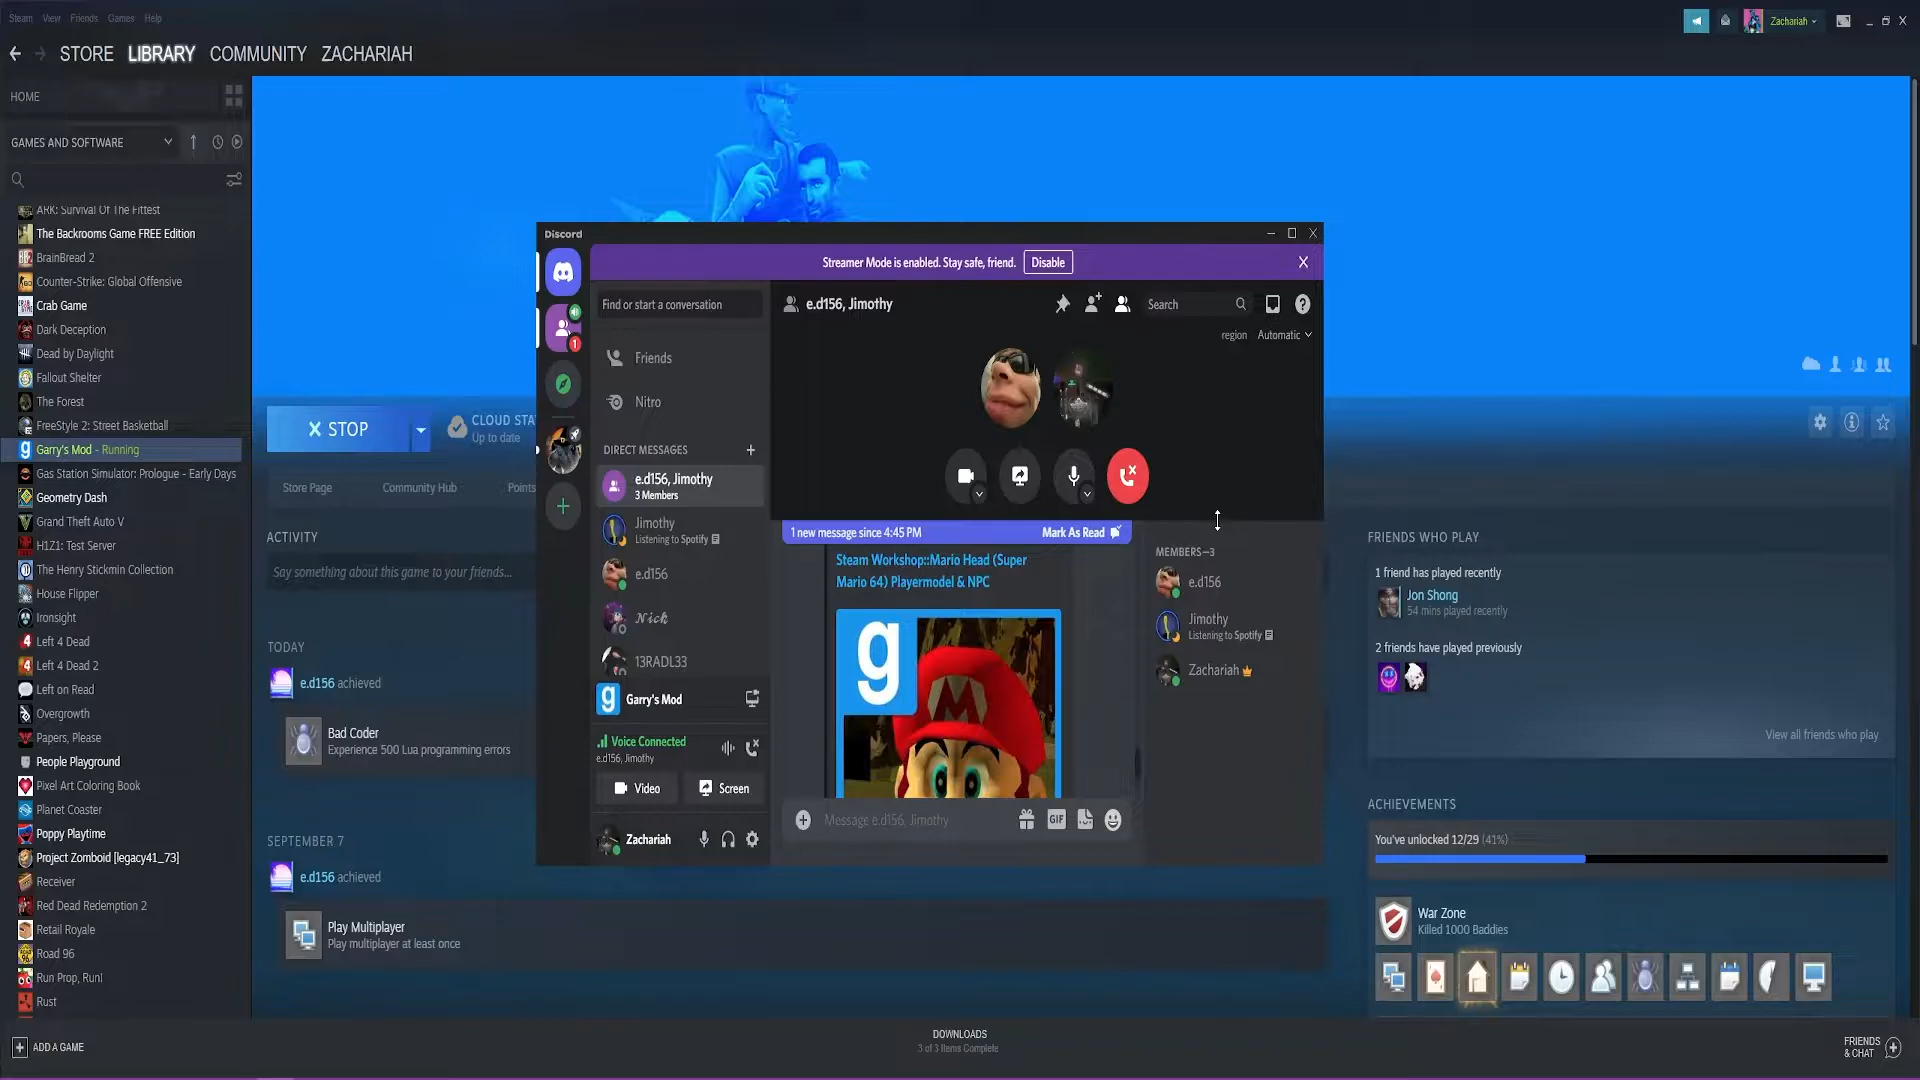 Steam View Friends Games Help
Zachariah
STORE LIBRARY COMMUNITY ZACHARIAH
HOME
GAMES AND SOFTWARE
ARK: Survival Of The Fittest
The Backrooms Game FREE Edition
BrainBread 2
Counter-Strike: Global Offensive
Crab Game
Dark Deception
Dead by Daylight
Fallout Shelter
The Forest
FreeStyle 2: Street Basketball
Garry's Mod - Running
Gas Station Simulator: Prologue - Early Days
Geometry Dash
Grand Theft Auto V
H1Z1: Test Server
The Henry Stickmin Collection
House Flipper
Ironsight
Left 4 Dead
Left 4 Dead 2
Left on Read
Overgrowth
Papers, Please
People Playground
Pixel Art Coloring Book
Planet Coaster
Poppy Playtime
Project Zomboid [legacy41_73]
Receiver
Red Dead Redemption 2
Retail Royale
Road 96
Run Prop, Run!
Rust
ADD A GAME
STOP
CLOUD STA
Up to date
Store Page Community Hub Points
ACTIVITY
Say something about this game to your friends...
TODAY
e.d156 achieved
Bad Coder
Experience 500 Lua programming errors
SEPTEMBER 7
e.d156 achieved
Play Multiplayer
Play multiplayer at least once
Discord
Streamer Mode is enabled. Stay safe, friend. Disable
Find or start a conversation
Friends
Nitro
DIRECT MESSAGES
e.d156, Jimothy
3 Members
Jimothy
Listening to Spotify
e.d156
Nick
13RADL33
Garry's Mod
Voice Connected
e.d156, Jimothy
Video Screen
Zachariah
1
e.d156, Jimothy
Search
region Automatic
1 new message since 4:45 PM Mark As Read
Steam Workshop::Mario Head (Super
Mario 64) Playermodel & NPC
g
M
Message e.d156, Jimothy
GIF
MEMBERS—3
e.d156
Jimothy
Listening to Spotify
Zachariah
FRIENDS WHO PLAY
1 friend has played recently
Jon Shong
54 mins played recently
2 friends have played previously
View all friends who play
ACHIEVEMENTS
You've unlocked 12/29 (41%)
War Zone
Killed 1000 Baddies
DOWNLOADS
3 of 3 Items Complete
FRIENDS
& CHAT